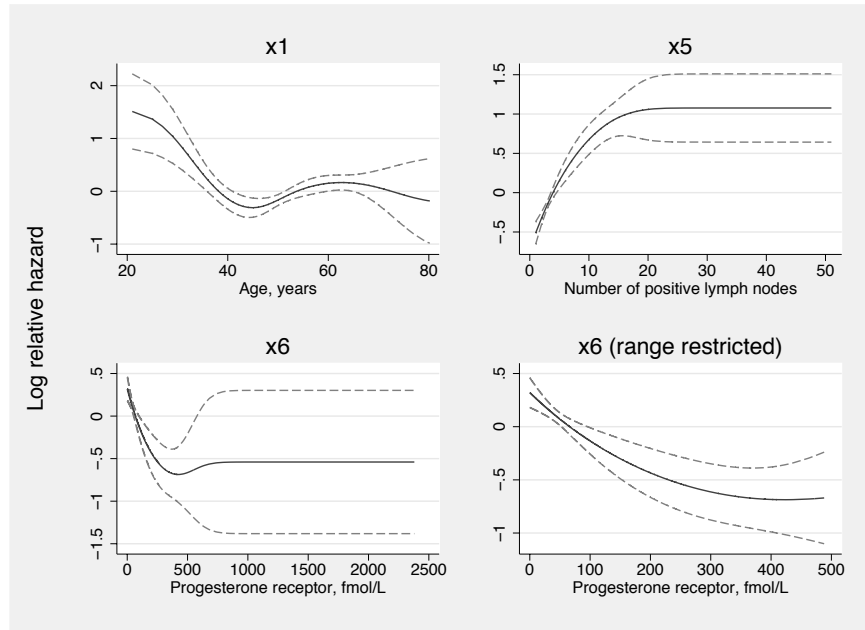 Log relative hazard
x1
2
1
0
−1
20 40 60 80
Age, years
x5
1.5
1
.5
0
−.5
0 10 20 30 40 50
Number of positive lymph nodes
x6
.5
0
−.5
−1
−1.5
0 500 1000 1500 2000 2500
Progesterone receptor, fmol/L
x6 (range restricted)
.5
0
−.5
−1
0 100 200 300 400 500
Progesterone receptor, fmol/L